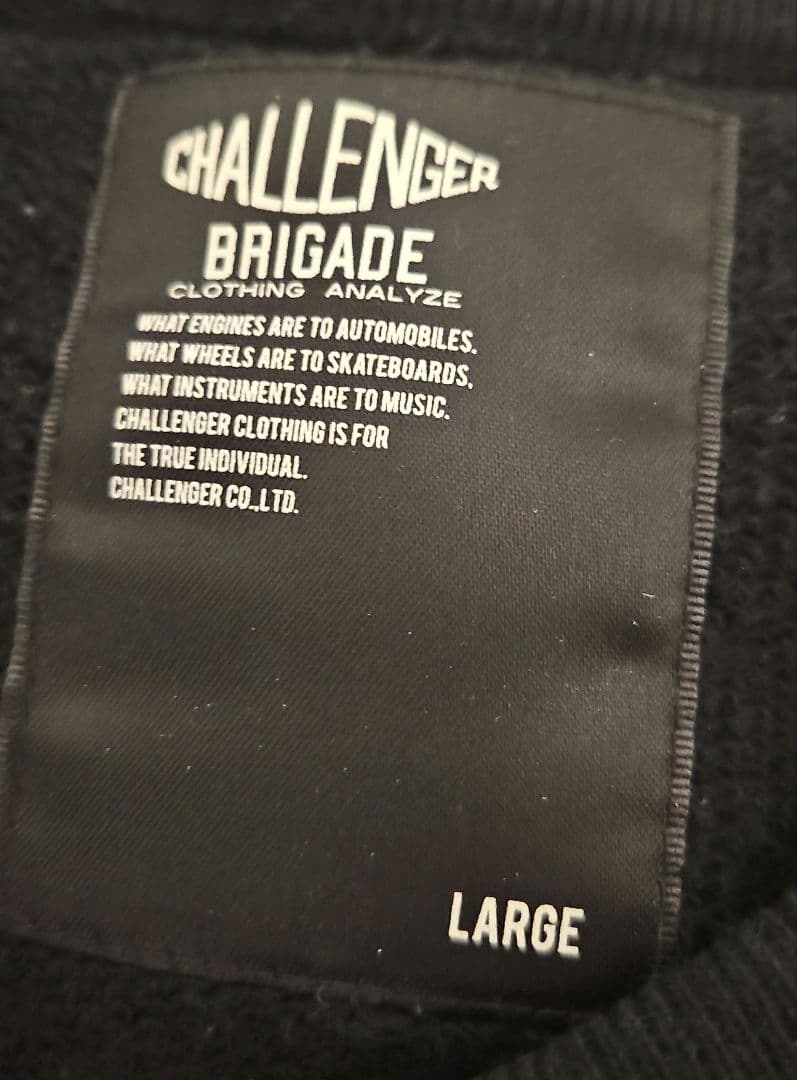 CHALLENGER
BRIGADE
CLOTHING ANALYZE
WHAT ENGINES ARE TO AUTOMOBILES.
WHAT WHEELS ARE TO SKATEBOARDS,
WHAT INSTRUMENTS ARE TO MUSIC.
CHALLENGER CLOTHING IS FOR
THE TRUE INDIVIDUAL.
CHALLENGER CO.,LTD.
LARGE